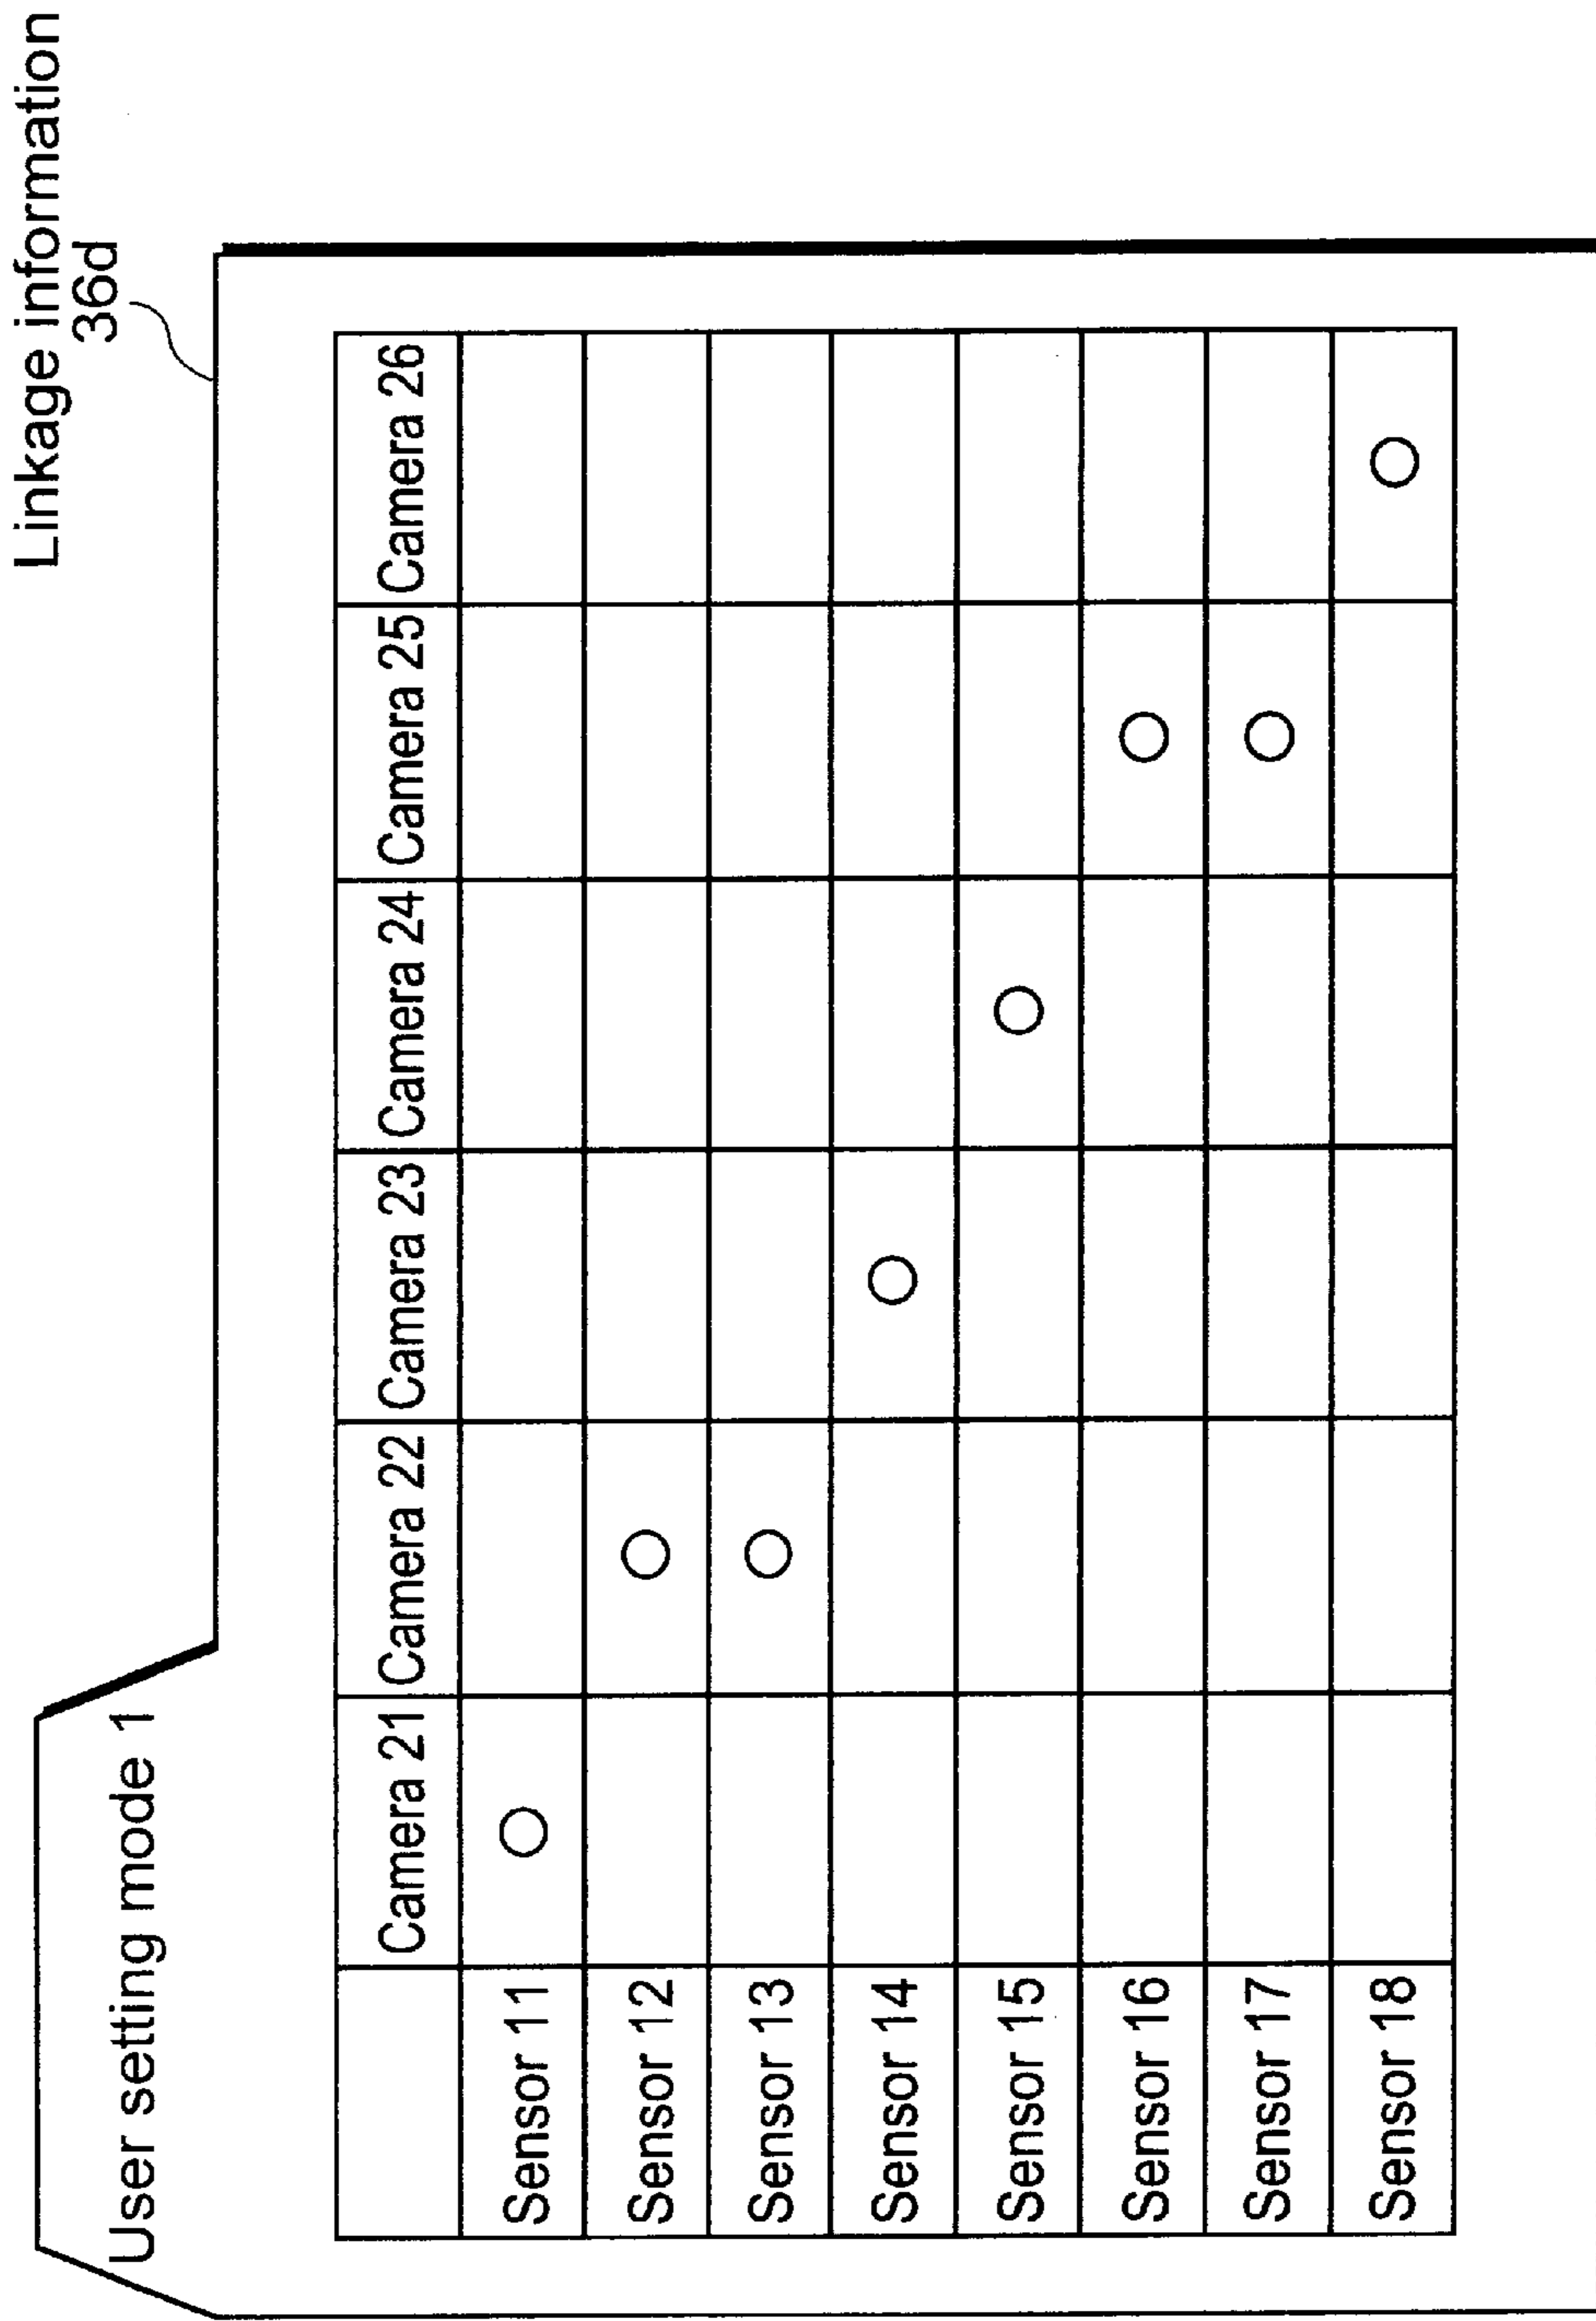 Linkage information
36d
User setting mode 1
Camera 21 Camera 22 Camera 23 Camera 24 Camera 25 Camera 26
Sensor 11 ○
Sensor 12 ○
Sensor 13 ○
Sensor 14 ○
Sensor 15 ○
Sensor 16 ○
Sensor 17 ○
Sensor 18 ○